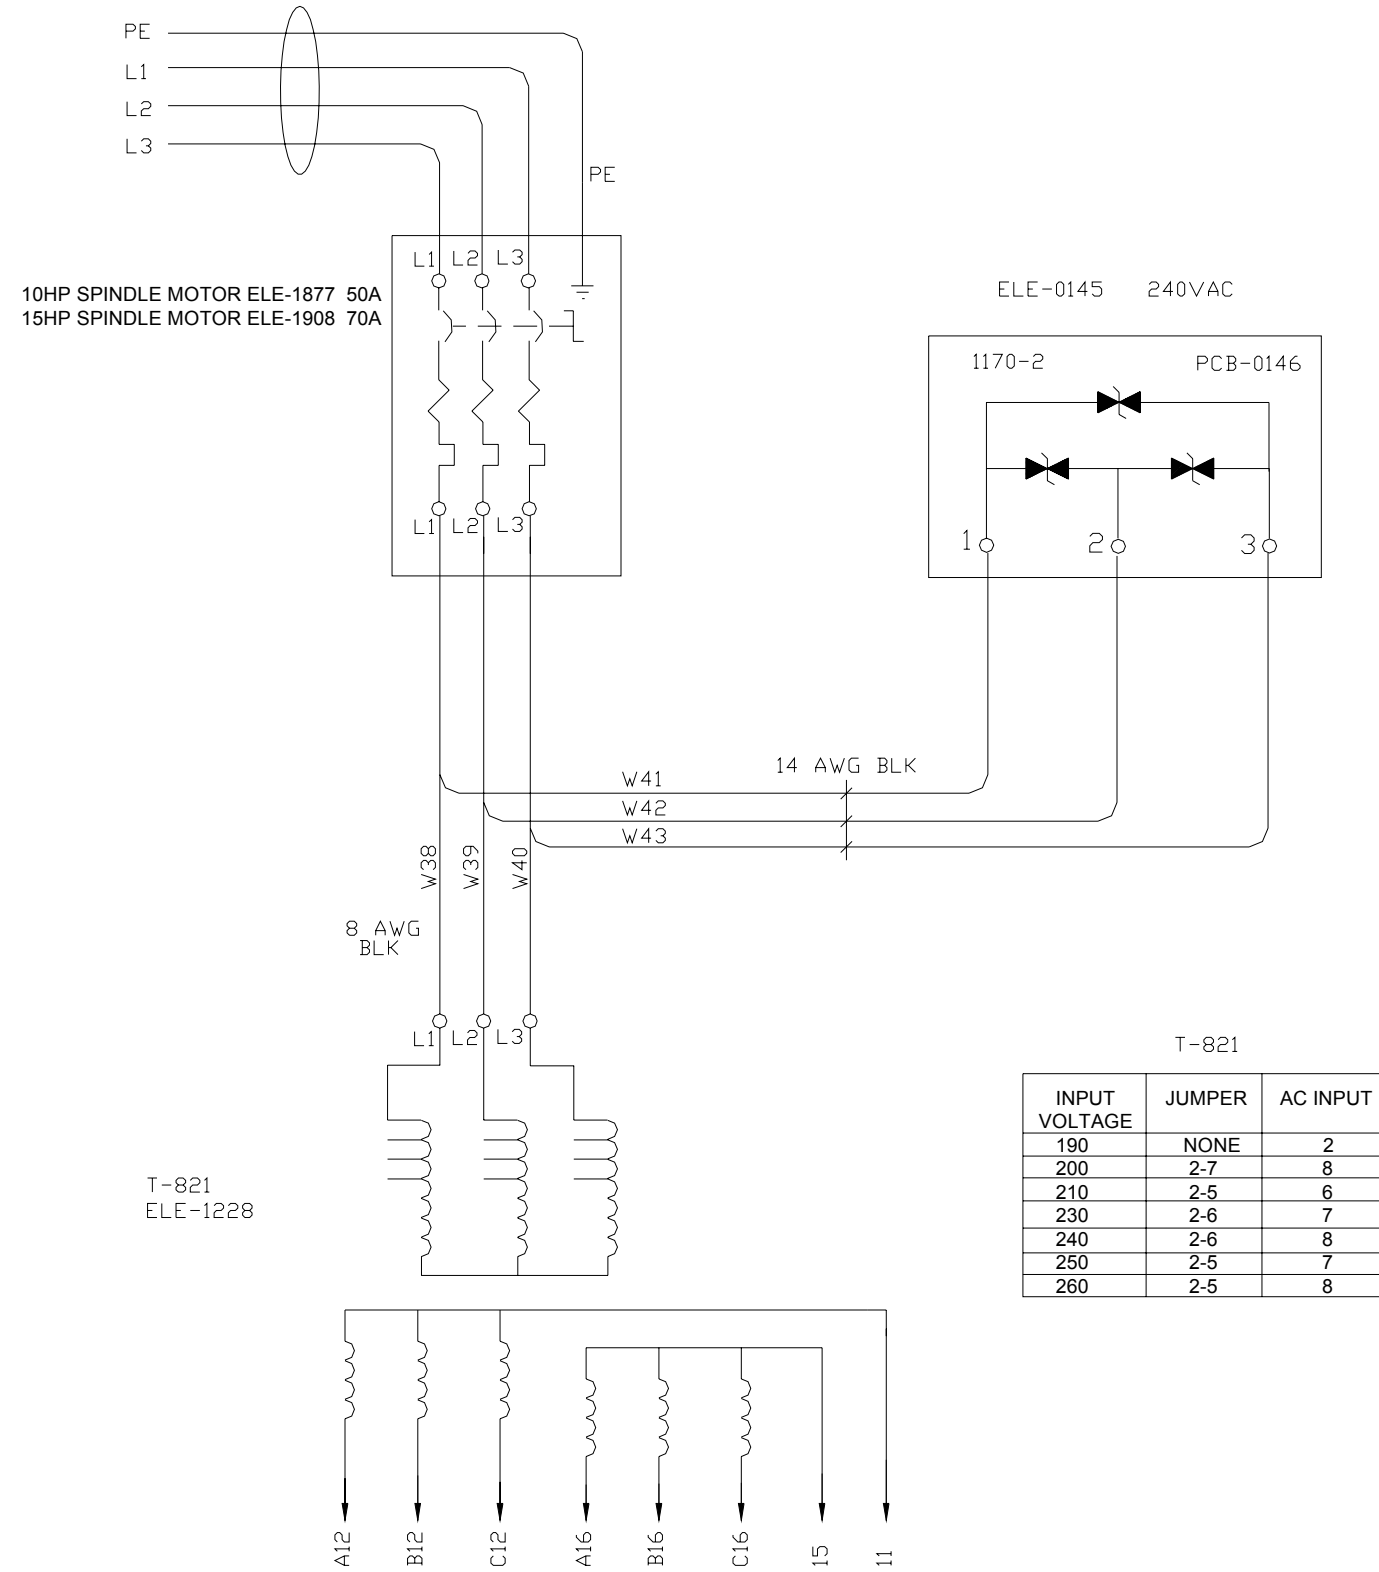 PE
L1
L2
L3
PE
L1 L2 L3
10HP SPINDLE MOTOR ELE-1877 50A
15HP SPINDLE MOTOR ELE-1908 70A
ELE-0145 240VAC
1170-2 PCB-0146
L1 L2 L3
1 2 3
14 AWG BLK
W41
W42
W43
W38 W39 W40
8 AWG
BLK
L1 L2 L3
T-821
ELE-1228
T-821
INPUT VOLTAGE JUMPER AC INPUT
190 NONE 2
200 2-7 8
210 2-5 6
230 2-6 7
240 2-6 8
250 2-5 7
260 2-5 8
A12 B12 C12 A16 B16 C16 15 11